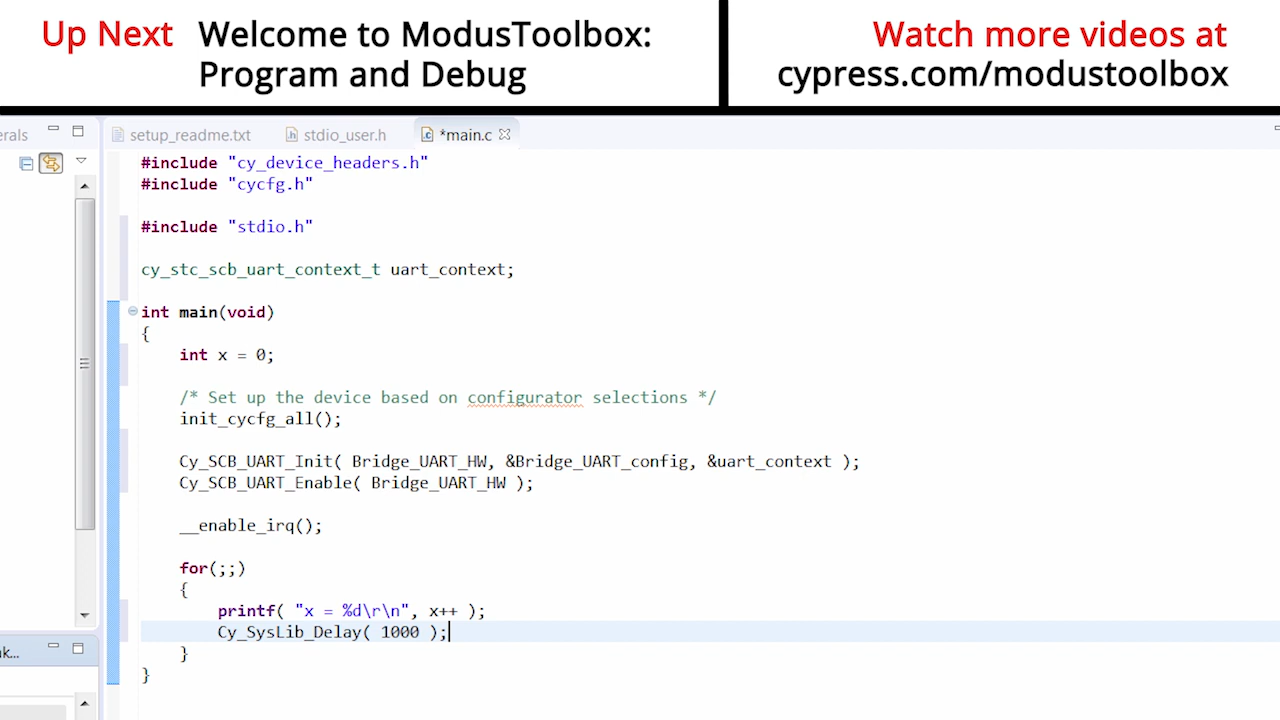 Up Next Welcome to ModusToolbox:
Program and Debug
Watch more videos at
cypress.com/modustoolbox
erals
setup_readme.txt
stdio_user.h
*main.c
#include "cy_device_headers.h"
#include "cycfg.h"
#include "stdio.h"
cy_stc_scb_uart_context_t uart_context;
int main(void)
{
int x = 0;
/* Set up the device based on configurator selections */
init_cycfg_all();
Cy_SCB_UART_Init( Bridge_UART_HW, &Bridge_UART_config, &uart_context );
Cy_SCB_UART_Enable( Bridge_UART_HW );
__enable_irq();
for(;;)
{
printf( "x = %d\r\n", x++ );
Cy_SysLib_Delay( 1000 );
}
}
uk...